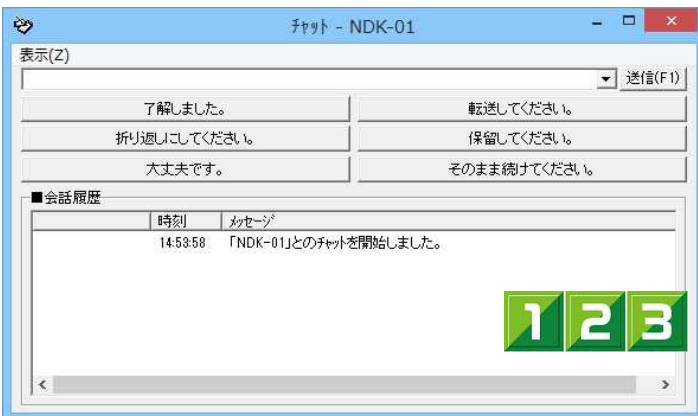 ﾁｬｯﾄ - NDK-01
表示(Z)
送信(F1)
了解しました。
転送してください。
折り返しにしてください。
保留してください。
大丈夫です。
そのまま続けてください。
■会話履歴
時刻 ﾒｯｾｰｼﾞ
14:53:58 「NDK-01」とのﾁｬｯﾄを開始しました。
1 2 3